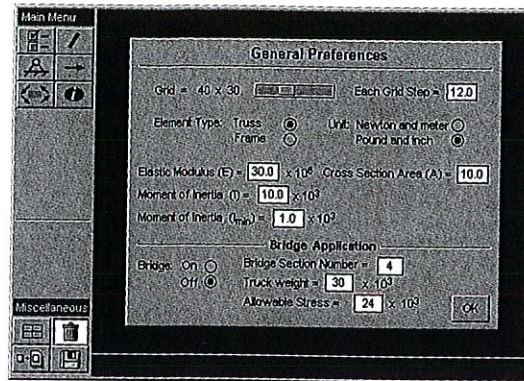 Main Menu
General Preferences
Grid = 40 x 30 Each Grid Step = 12.0
Element Type: Truss Unit: Newton and meter
Frame Pound and Inch
Elastic Modulus (E) = 30.0 x 10⁶ Cross Section Area (A) = 10.0
Moment of Inertia (I) = 10.0 x 10³
Moment of Inertia (Imin) = 1.0 x 10³
Bridge Application
Bridge: On Bridge Section Number = 4
Off Truck weight = 30 x 10³
Allowable Stress = 24 x 10³
OK
Miscellaneous